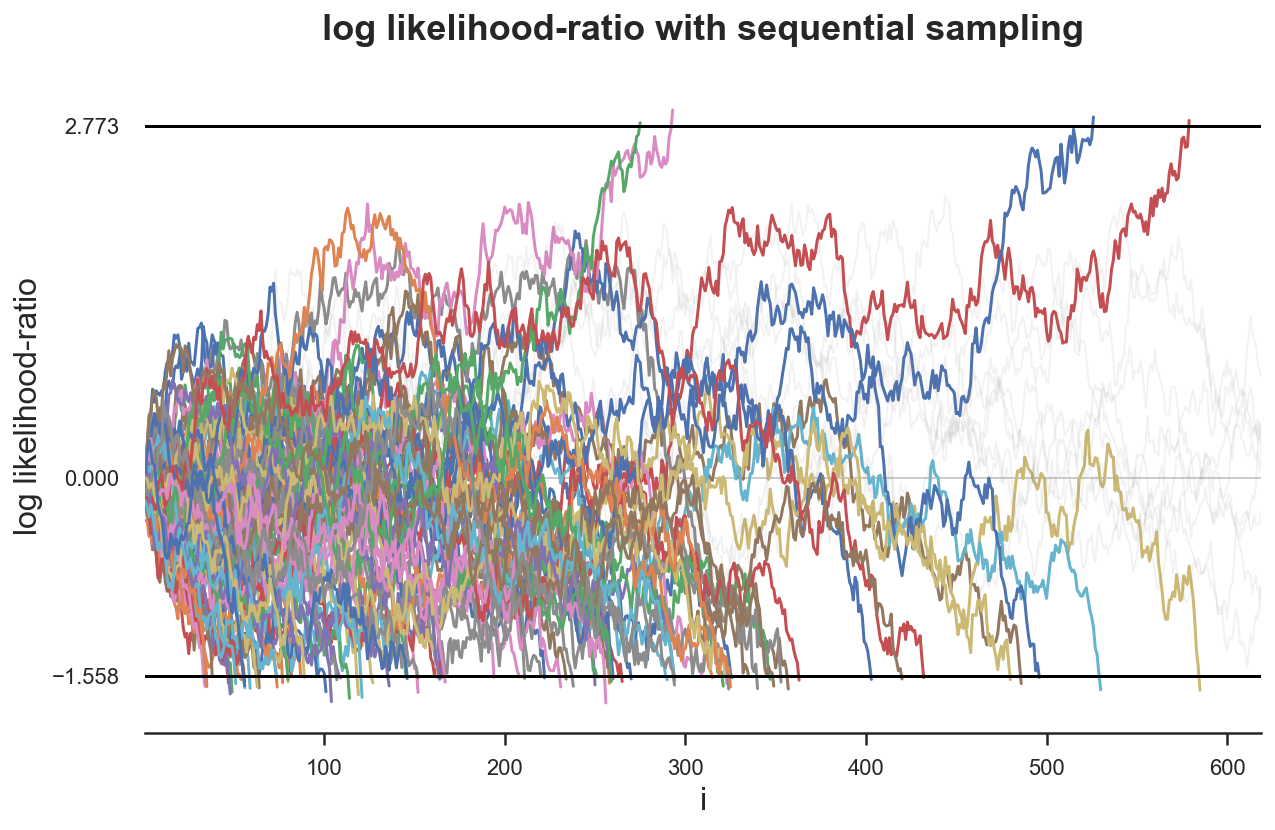 log likelihood-ratio with sequential sampling
log likelihood-ratio
2.773
0.000
−1.558
100 200 300 400 500 600
i